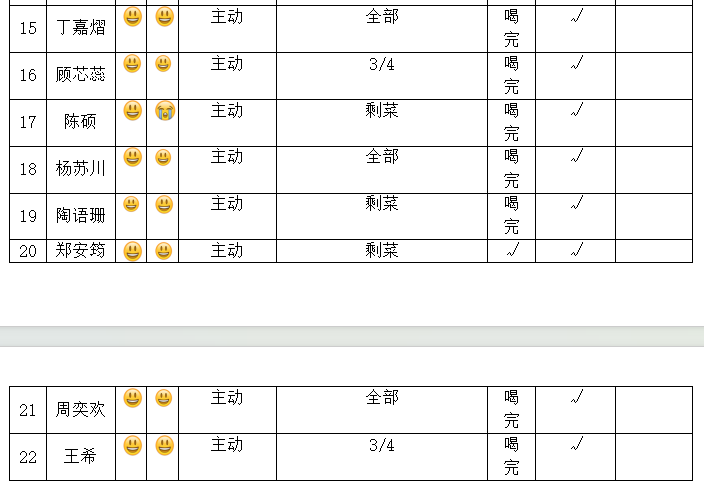 15 丁嘉熠 😃 😃 主动 全部 喝完 √
16 顾芯蕊 😃 😃 主动 3/4 喝完 √
17 陈硕 😃 😭 主动 剩菜 喝完 √
18 杨苏川 😃 😃 主动 全部 喝完 √
19 陶语珊 😃 😃 主动 剩菜 喝完 √
20 郑安筠 😃 😃 主动 剩菜 √ √
21 周奕欢 😃 😃 主动 全部 喝完 √
22 王希 😃 😃 主动 3/4 喝完 √